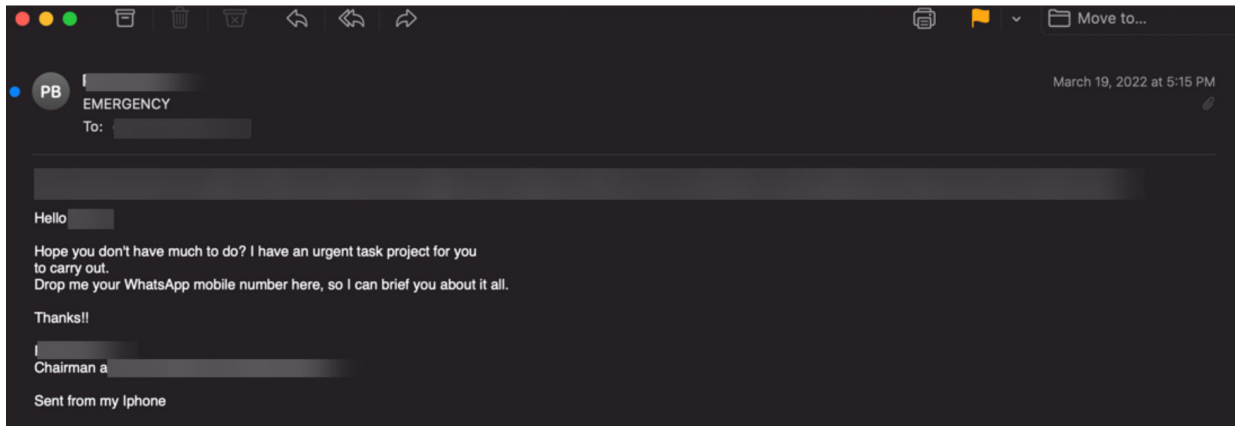 Move to...
PB
March 19, 2022 at 5:15 PM
EMERGENCY
To:
Hello
Hope you don't have much to do? I have an urgent task project for you
to carry out.
Drop me your WhatsApp mobile number here, so I can brief you about it all.
Thanks!!
Chairman a
Sent from my Iphone